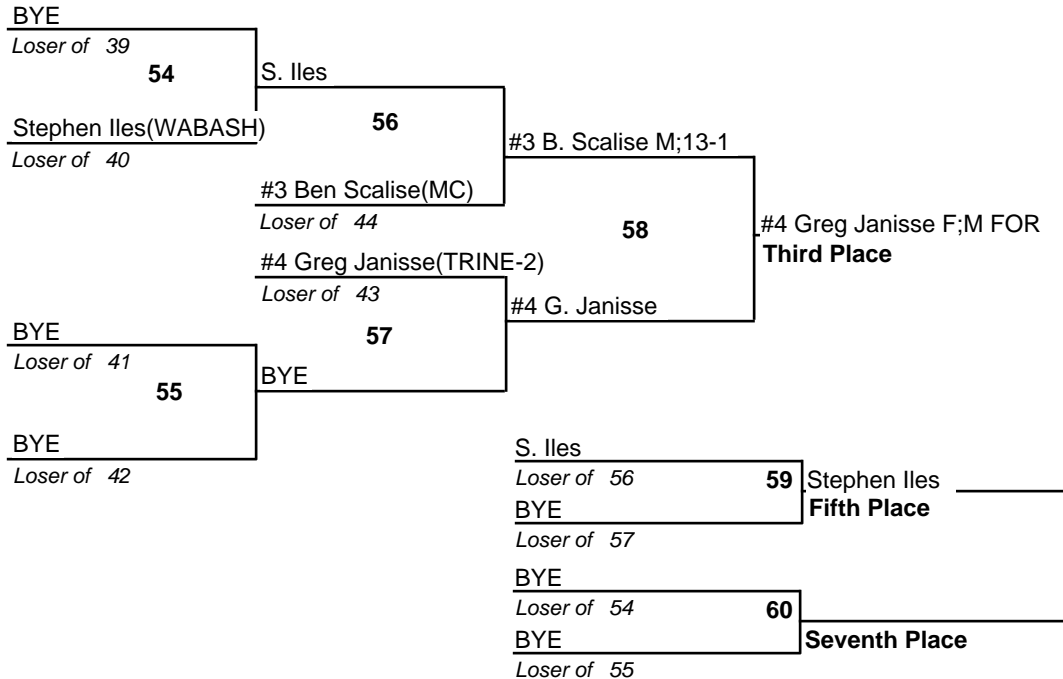 BYE
Loser of 39
54
S. Iles
Stephen Iles(WABASH)
Loser of 40
56
#3 B. Scalise M;13-1
#3 Ben Scalise(MC)
Loser of 44
58
#4 Greg Janisse F;M FOR
Third Place
#4 Greg Janisse(TRINE-2)
Loser of 43
#4 G. Janisse
57
BYE
Loser of 41
55
BYE
BYE
Loser of 42
S. Iles
Loser of 56
59
Stephen Iles
Fifth Place
BYE
Loser of 57
BYE
Loser of 54
60
Seventh Place
BYE
Loser of 55